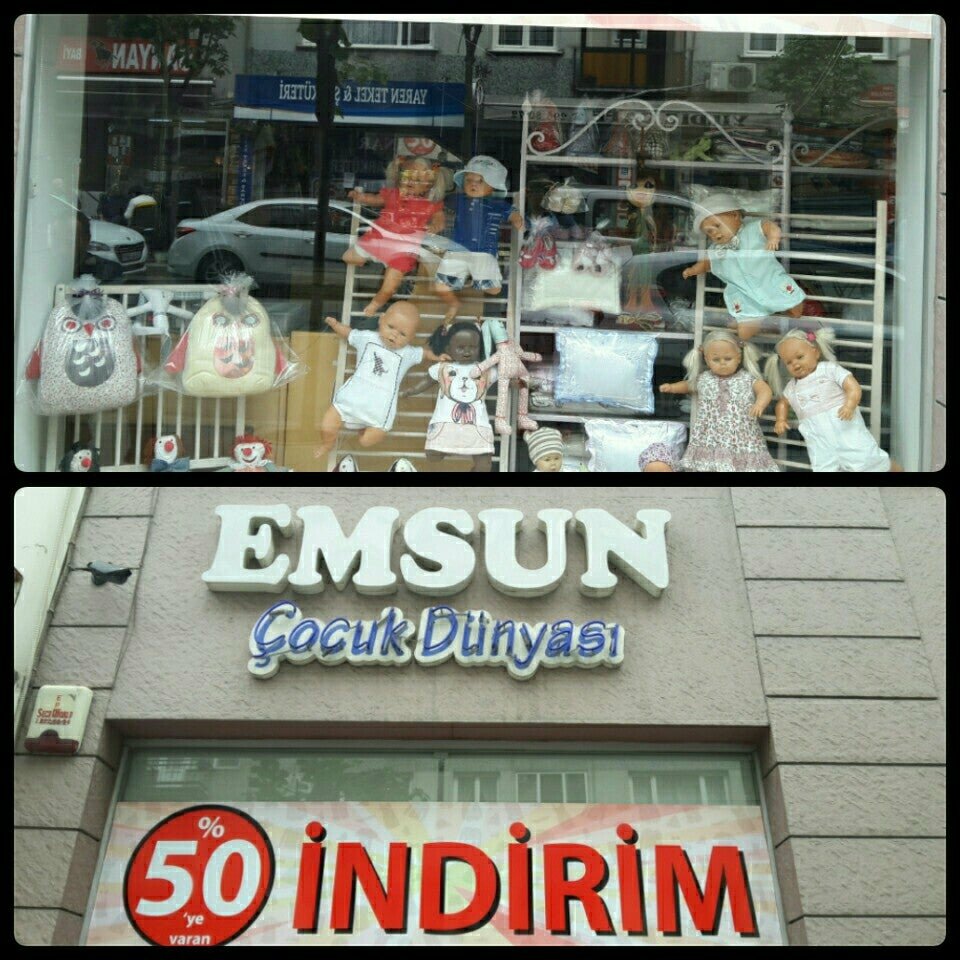 YAREN TEKEL & ŞARKÜTERİ
EMSUN
Çocuk Dünyası
%
50
'ye
varan
İNDİRİM